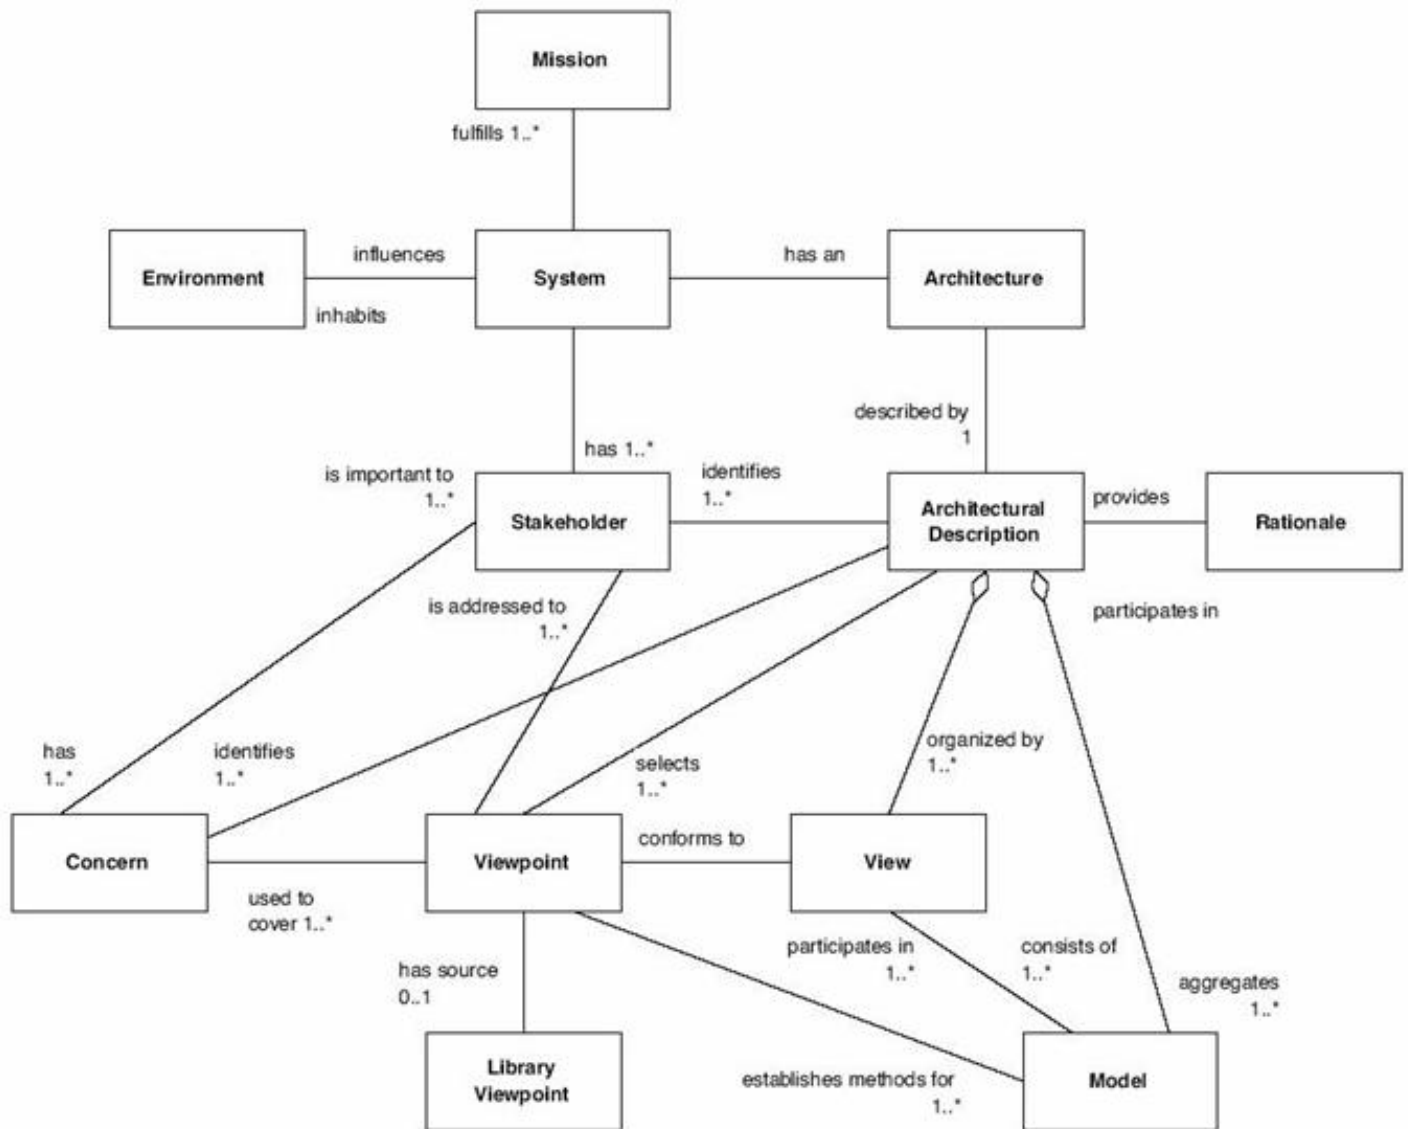 Mission
fulfills 1..*
Environment
influences
inhabits
System
has an
Architecture
described by
1
has 1..*
is important to
1..*
Stakeholder
identifies
1..*
Architectural
Description
provides
Rationale
is addressed to
1..*
participates in
has
1..*
identifies
1..*
selects
1..*
organized by
1..*
Concern
Viewpoint
conforms to
View
used to
cover 1..*
participates in
1..*
consists of
1..*
has source
0..1
aggregates
1..*
Library
Viewpoint
establishes methods for
1..*
Model